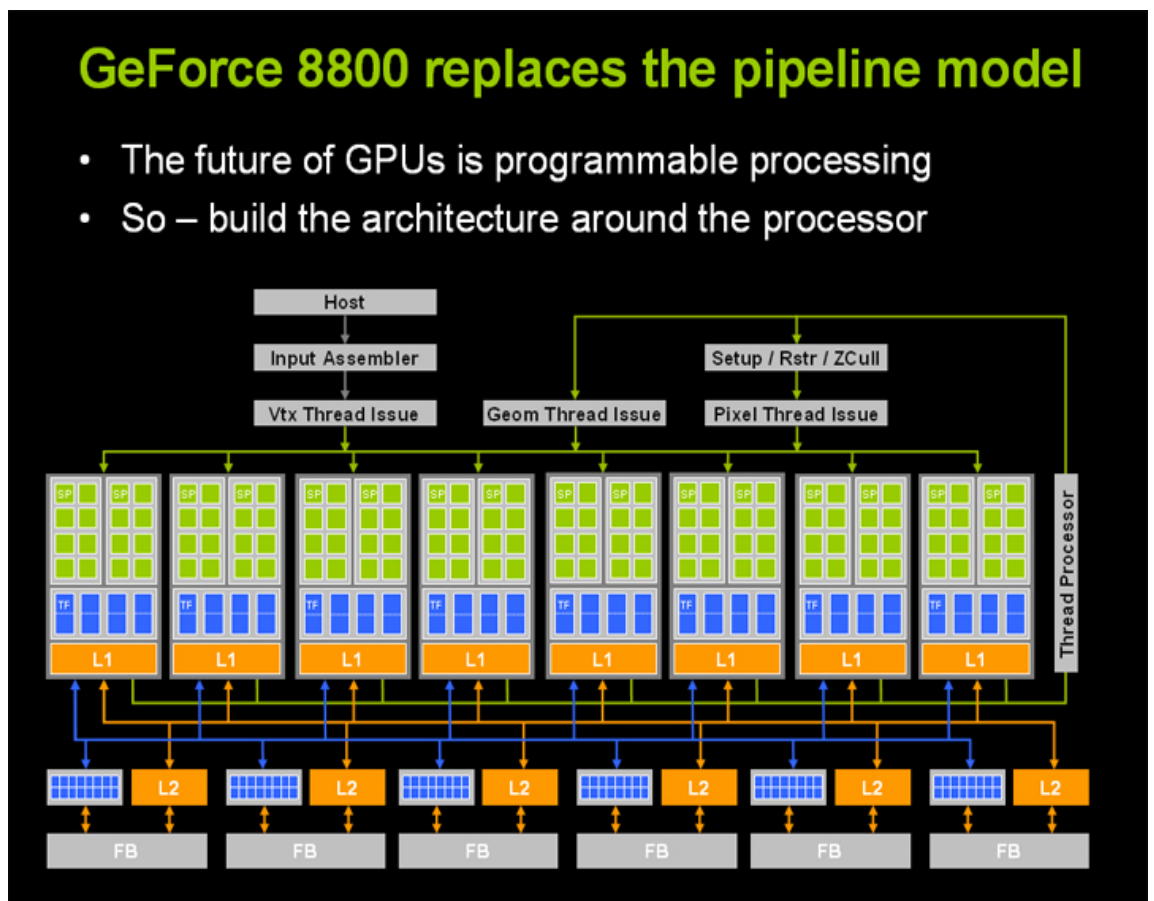 GeForce 8800 replaces the pipeline model
• The future of GPUs is programmable processing
• So – build the architecture around the processor
Host
Input Assembler
Setup / Rstr / ZCull
Vtx Thread Issue
Geom Thread Issue
Pixel Thread Issue
SP SP SP SP SP SP SP SP SP SP SP SP SP SP SP SP
Thread Processor
TF TF TF TF TF TF TF TF
L1 L1 L1 L1 L1 L1 L1 L1
L2 L2 L2 L2 L2 L2
FB FB FB FB FB FB